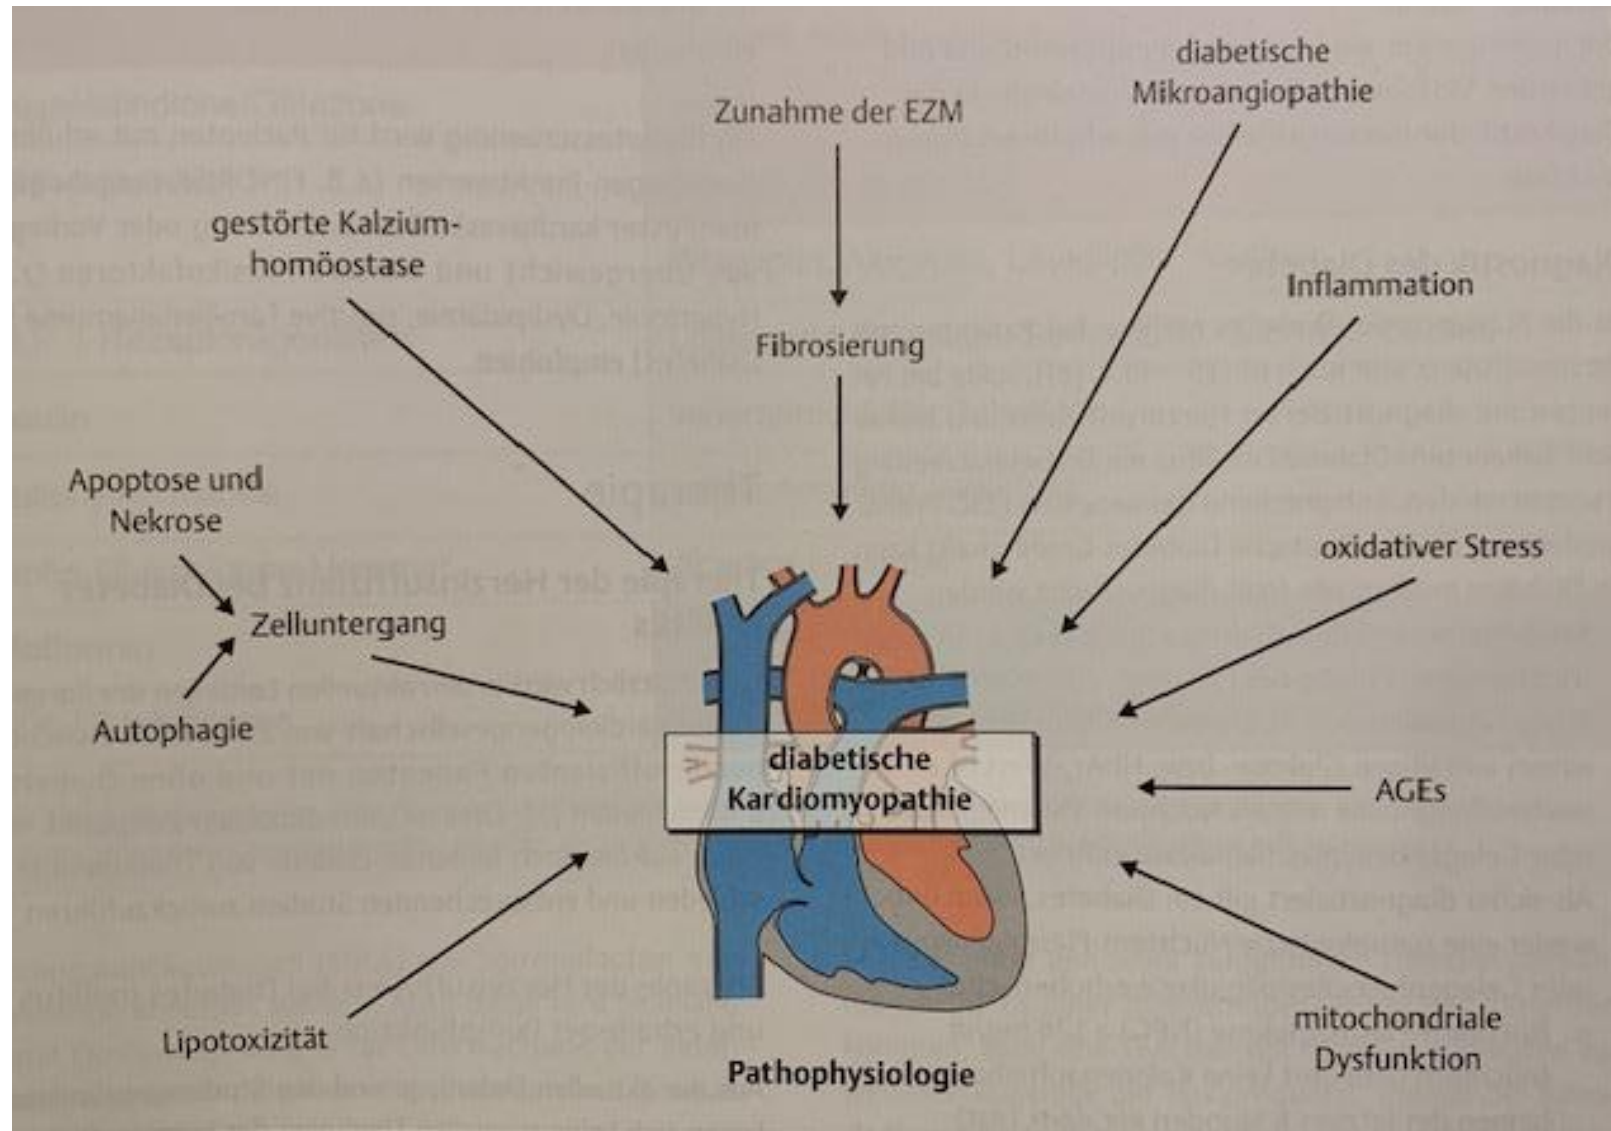 diabetische
Mikroangiopathie
Zunahme der EZM
gestörte Kalzium-
homöostase
Inflammation
Fibrosierung
Apoptose und
Nekrose
oxidativer Stress
Zelluntergang
Autophagie
diabetische
Kardiomyopathie
AGEs
Lipotoxizität
mitochondriale
Dysfunktion
Pathophysiologie